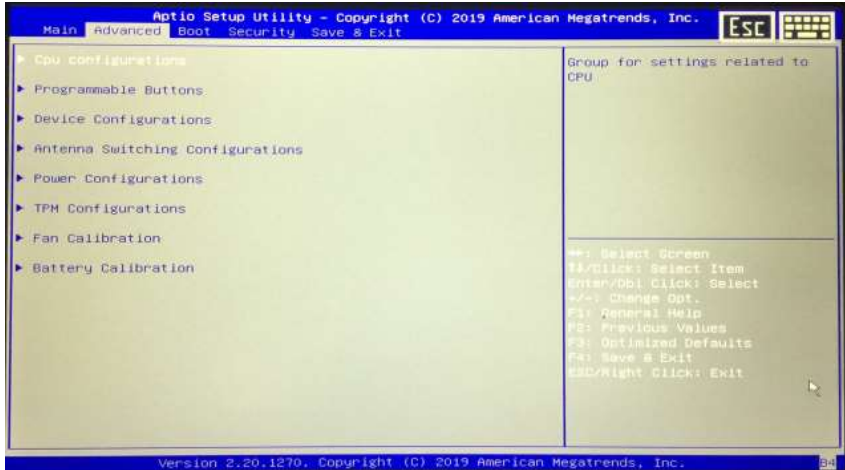 Aptio Setup Utility - Copyright (C) 2019 American Megatrends, Inc.
Main Advanced Boot Security Save & Exit
Esc
▶ Cpu configurations
▶ Programmable Buttons
▶ Device Configurations
▶ Antenna Switching Configurations
▶ Power Configurations
▶ TPM Configurations
▶ Fan Calibration
▶ Battery Calibration
Group for settings related to
CPU
↔: Select Screen
↑↓/Click: Select Item
Enter/Dbl Click: Select
+/-: Change Opt.
F1: General Help
F2: Previous Values
F3: Optimized Defaults
F4: Save & Exit
ESC/Right Click: Exit
Version 2.20.1270. Copyright (C) 2019 American Megatrends, Inc.
B4